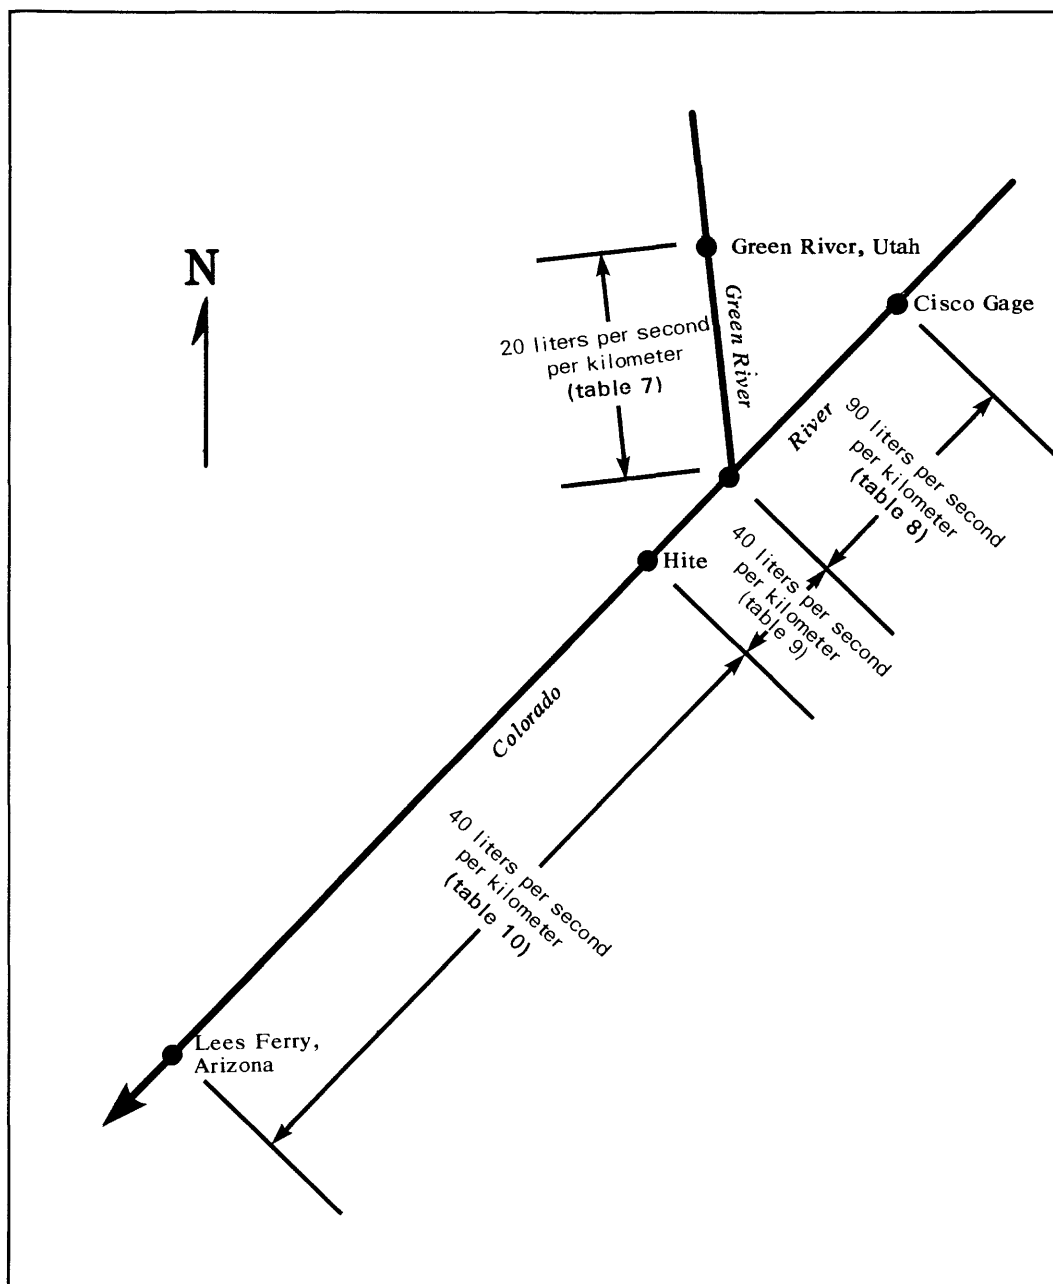 N
Green River, Utah
Cisco Gage
Green River
20 liters per second
per kilometer
(table 7)
River
90 liters per second
per kilometer
(table 8)
40 liters per second
per kilometer
(table 9)
Hite
Colorado
40 liters per second
per kilometer
(table 10)
Lees Ferry,
Arizona